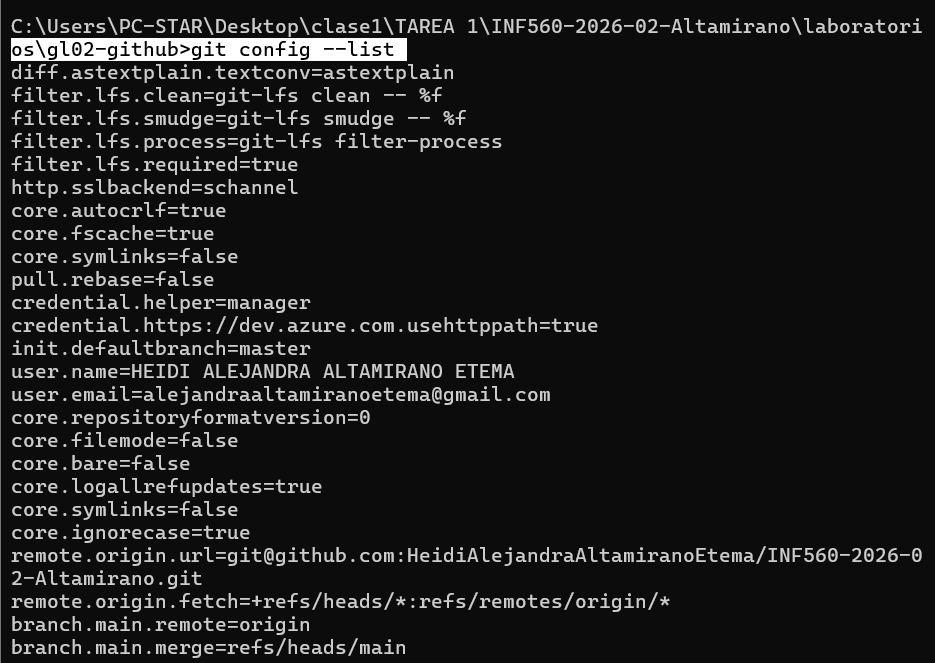 C:\Users\PC-STAR\Desktop\clase1\TAREA 1\INF560-2026-02-Altamirano\laboratori
os\gl02-github>git config --list
diff.astextplain.textconv=astextplain
filter.lfs.clean=git-lfs clean -- %f
filter.lfs.smudge=git-lfs smudge -- %f
filter.lfs.process=git-lfs filter-process
filter.lfs.required=true
http.sslbackend=schannel
core.autocrlf=true
core.fscache=true
core.symlinks=false
pull.rebase=false
credential.helper=manager
credential.https://dev.azure.com.usehttppath=true
init.defaultbranch=master
user.name=HEIDI ALEJANDRA ALTAMIRANO ETEMA
user.email=alejandraaltamiranoetema@gmail.com
core.repositoryformatversion=0
core.filemode=false
core.bare=false
core.logallrefupdates=true
core.symlinks=false
core.ignorecase=true
remote.origin.url=git@github.com:HeidiAlejandraAltamiranoEtema/INF560-2026-0
2-Altamirano.git
remote.origin.fetch=+refs/heads/*:refs/remotes/origin/*
branch.main.remote=origin
branch.main.merge=refs/heads/main